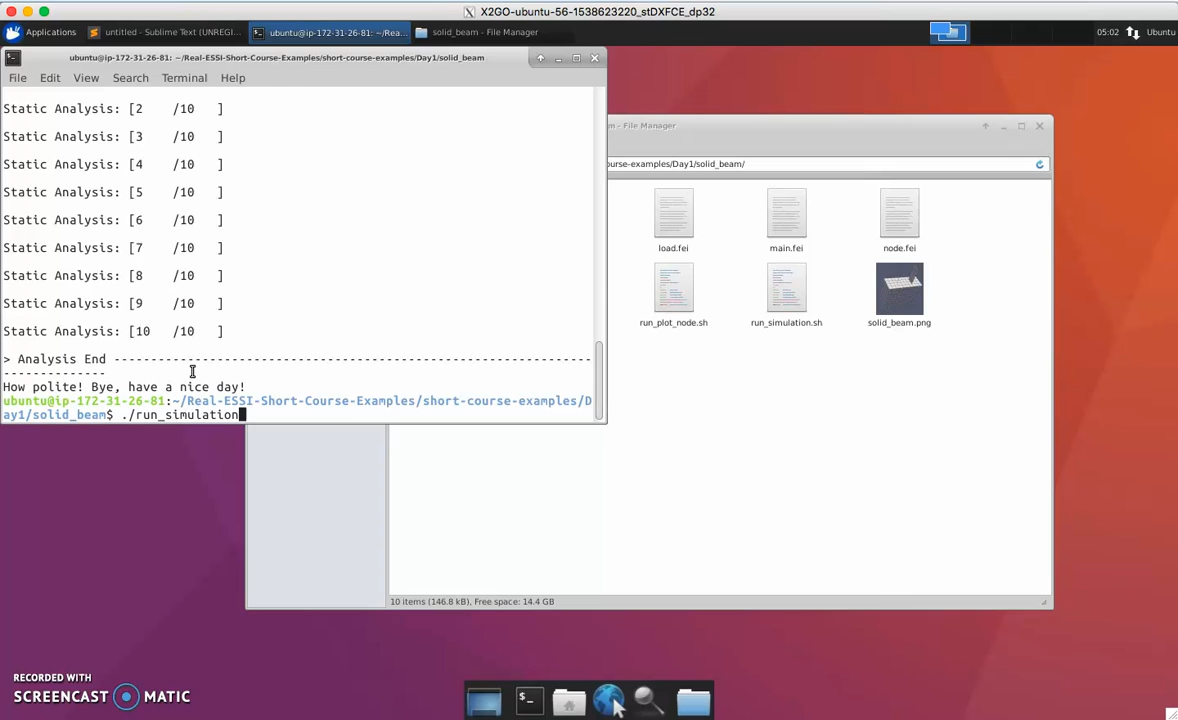 X2GO-ubuntu-56-1538623220_stDXFCE_dp32
Applications
untitled - Sublime Text (UNREGI...
ubuntu@ip-172-31-26-81: ~/Rea...
solid_beam - File Manager
05:02
Ubuntu
ubuntu@ip-172-31-26-81: ~/Real-ESSI-Short-Course-Examples/short-course-examples/Day1/solid_beam
File Edit View Search Terminal Help
Static Analysis: [2 /10 ]
Static Analysis: [3 /10 ]
Static Analysis: [4 /10 ]
Static Analysis: [5 /10 ]
Static Analysis: [6 /10 ]
Static Analysis: [7 /10 ]
Static Analysis: [8 /10 ]
Static Analysis: [9 /10 ]
Static Analysis: [10 /10 ]
> Analysis End -----------------------------------------------------------------
--------------
How polite! Bye, have a nice day!
ubuntu@ip-172-31-26-81:~/Real-ESSI-Short-Course-Examples/short-course-examples/D
ay1/solid_beam$ ./run_simulation
m - File Manager
urse-examples/Day1/solid_beam/
load.fei
main.fei
node.fei
run_plot_node.sh
run_simulation.sh
solid_beam.png
10 items (146.8 kB), Free space: 14.4 GB
RECORDED WITH
SCREENCAST MATIC
$_